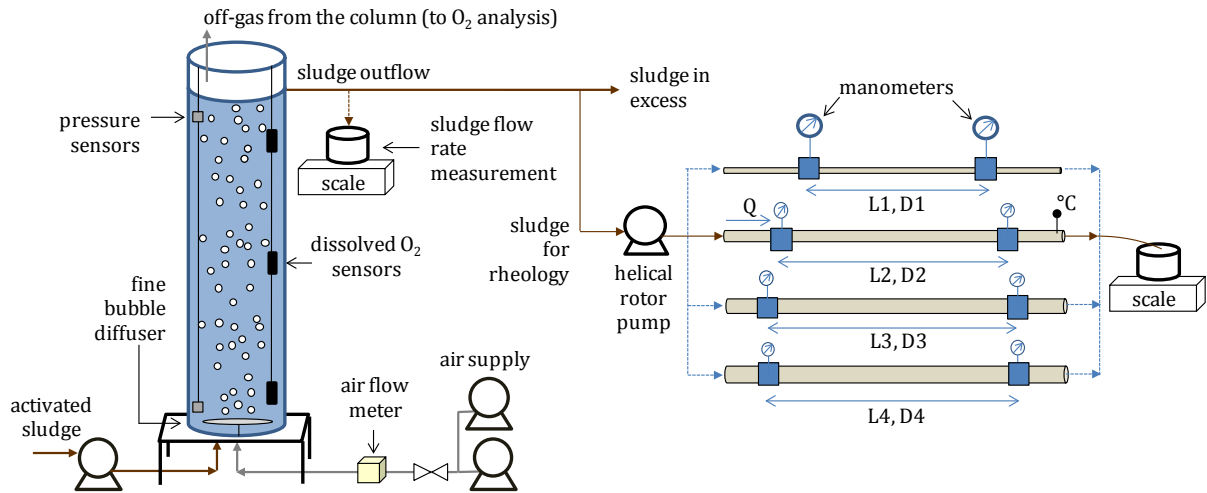 off-gas from the column (to O₂ analysis)
sludge outflow
sludge in
excess
pressure
sensors
sludge flow
rate
measurement
scale
manometers
L1, D1
°C
Q
sludge
for
rheology
L2, D2
helical
rotor
pump
scale
dissolved O₂
sensors
fine
bubble
diffuser
L3, D3
L4, D4
air supply
air flow
meter
activated
sludge